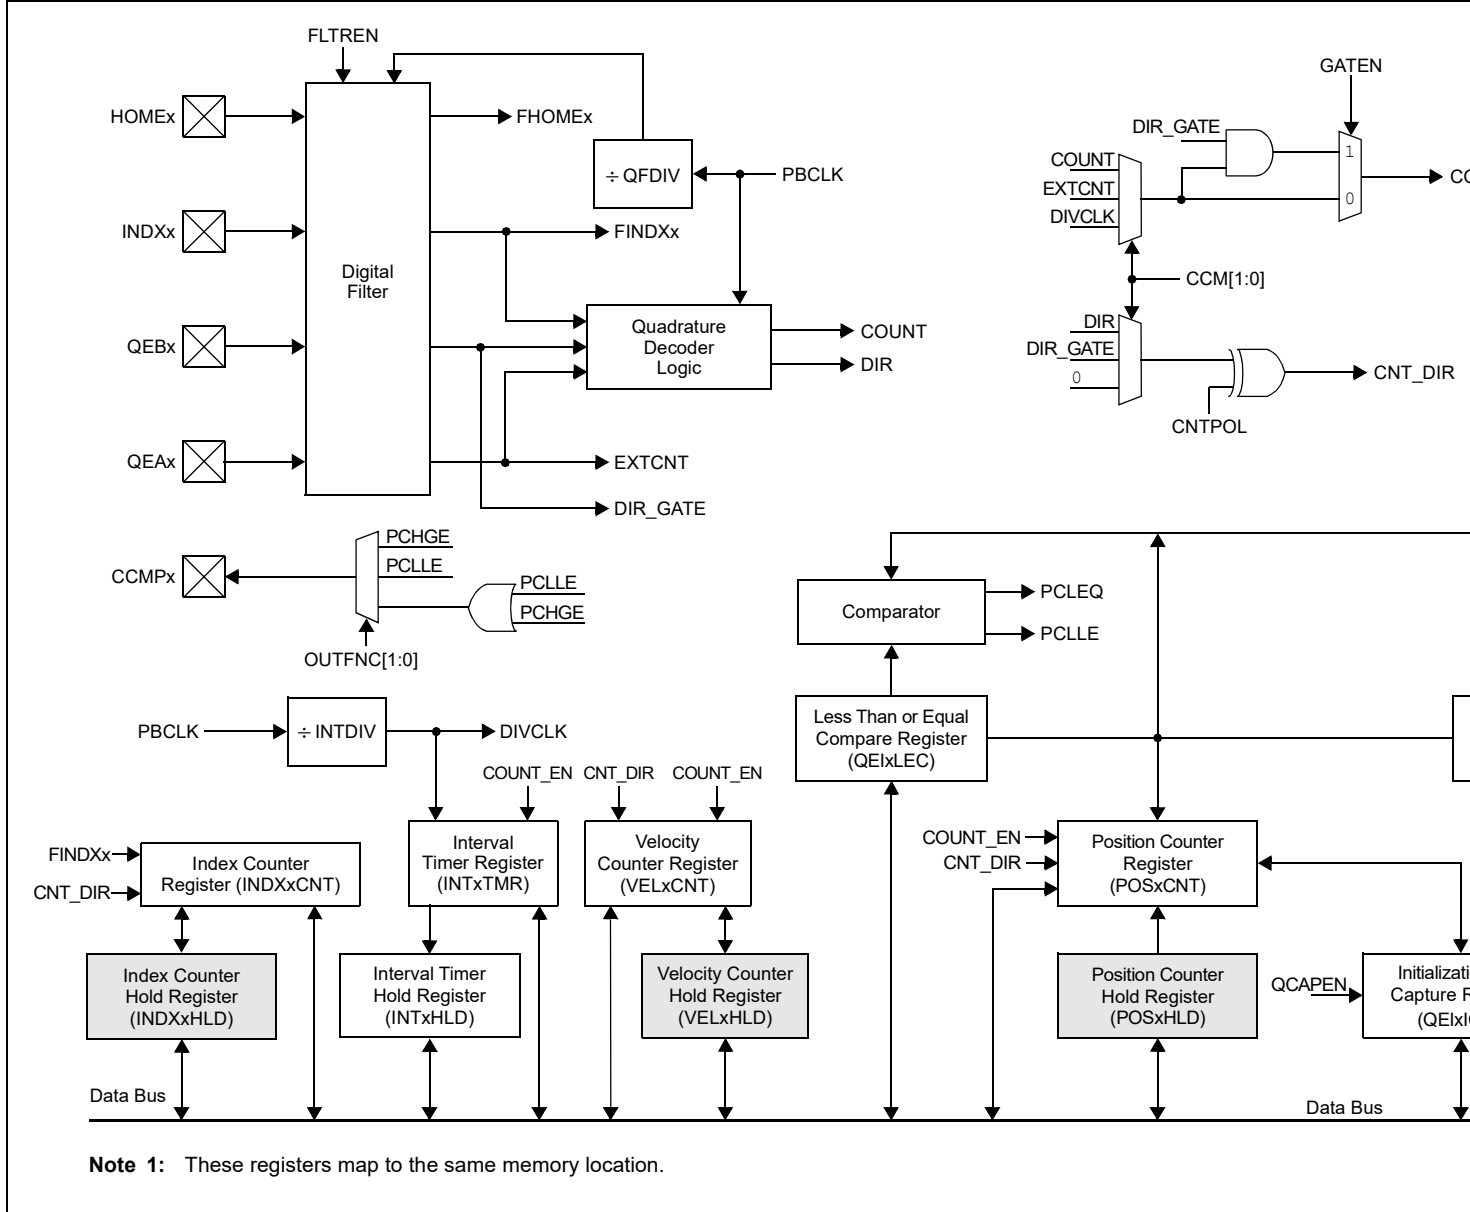 FLTREN
HOMEx
FHOMEx
÷ QFDIV
PBCLK
INDXx
FINDXx
Digital
Filter
QEBx
Quadrature
Decoder
Logic
COUNT
DIR
QEAx
EXTCNT
DIR_GATE
GATEN
DIR_GATE
COUNT
EXTCNT
DIVCLK
1
0
CCM[1:0]
DIR
DIR_GATE
0
CNT_DIR
CNTPOL
CCMPx
PCHGE
PCLLE
PCLLE
PCHGE
OUTFNC[1:0]
Comparator
PCLEQ
PCLLE
PBCLK
÷ INTDIV
DIVCLK
Less Than or Equal
Compare Register
(QEIxLEC)
COUNT_EN
CNT_DIR
COUNT_EN
FINDXx
CNT_DIR
Index Counter
Register (INDXxCNT)
Interval
Timer Register
(INTxTMR)
Velocity
Counter Register
(VELxCNT)
COUNT_EN
CNT_DIR
Position Counter
Register
(POSxCNT)
Index Counter
Hold Register
(INDXxHLD)
Interval Timer
Hold Register
(INTxHLD)
Velocity Counter
Hold Register
(VELxHLD)
Position Counter
Hold Register
(POSxHLD)
QCAPEN
Capture R
Data Bus
Data Bus
Note 1: These registers map to the same memory location.